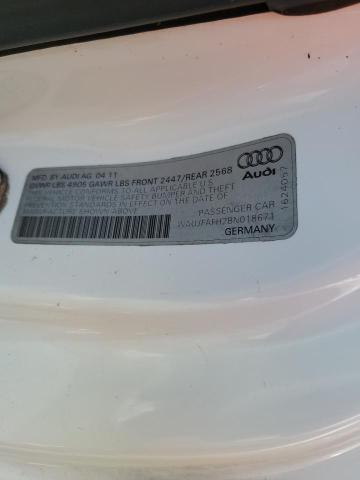 MFD. BY AUDI AG 04 11
GVWR LBS 4905 GAWR LBS FRONT 2447/REAR 2568
THIS VEHICLE CONFORMS TO ALL APPLICABLE U.S.
FEDERAL MOTOR VEHICLE SAFETY BUMPER AND THEFT
PREVENTION STANDARDS IN EFFECT ON THE DATE OF
MANUFACTURE SHOWN ABOVE.
PASSENGER CAR
WAUJFAFH7BN018671
GERMANY
Audi
1624057